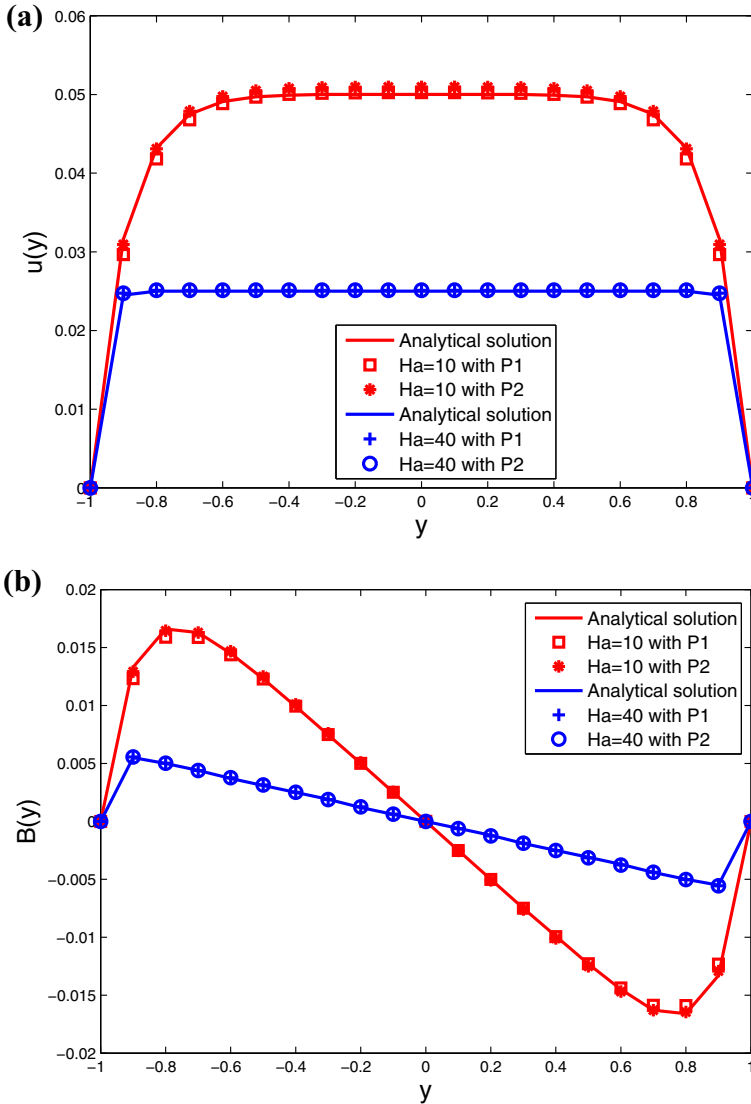 (a)
0.06
0.05
0.04
0.03
0.02
0.01
0
u(y)
Analytical solution
Ha=10 with P1
Ha=10 with P2
Analytical solution
Ha=40 with P1
Ha=40 with P2
−1 −0.8 −0.6 −0.4 −0.2 0 0.2 0.4 0.6 0.8 1
y
(b)
0.02
0.015
0.01
0.005
0
−0.005
−0.01
−0.015
−0.02
B(y)
Analytical solution
Ha=10 with P1
Ha=10 with P2
Analytical solution
Ha=40 with P1
Ha=40 with P2
−1 −0.8 −0.6 −0.4 −0.2 0 0.2 0.4 0.6 0.8 1
y